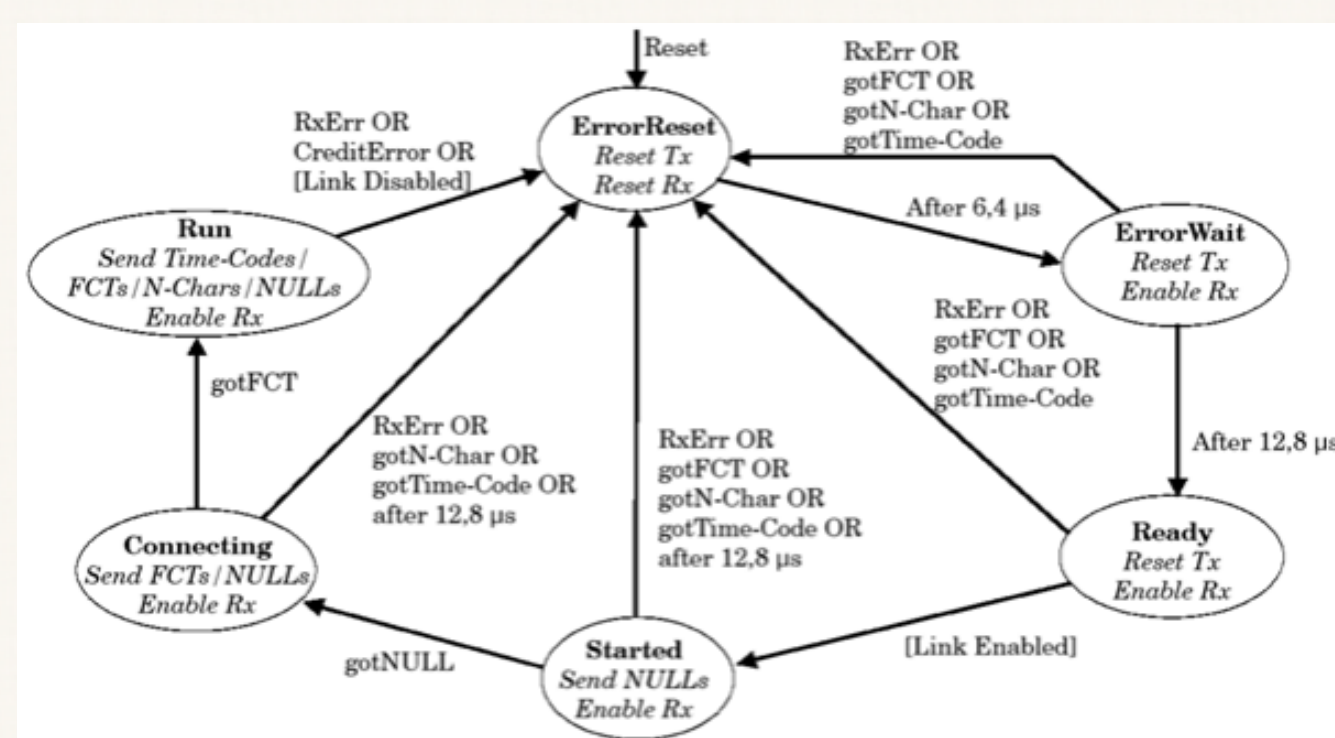 Reset
ErrorReset
Reset Tx
Reset Rx
RxErr OR
gotFCT OR
gotN-Char OR
gotTime-Code
After 6,4 µs
ErrorWait
Reset Tx
Enable Rx
After 12,8 µs
RxErr OR
gotFCT OR
gotN-Char OR
gotTime-Code
Ready
Reset Tx
Enable Rx
[Link Enabled]
RxErr OR
gotFCT OR
gotN-Char OR
gotTime-Code OR
after 12,8 µs
Started
Send NULLs
Enable Rx
gotNULL
RxErr OR
gotN-Char OR
gotTime-Code OR
after 12,8 µs
Connecting
Send FCTs/NULLs
Enable Rx
gotFCT
Run
Send Time-Codes/
FCTs/N-Chars/NULLs
Enable Rx
RxErr OR
CreditError OR
[Link Disabled]